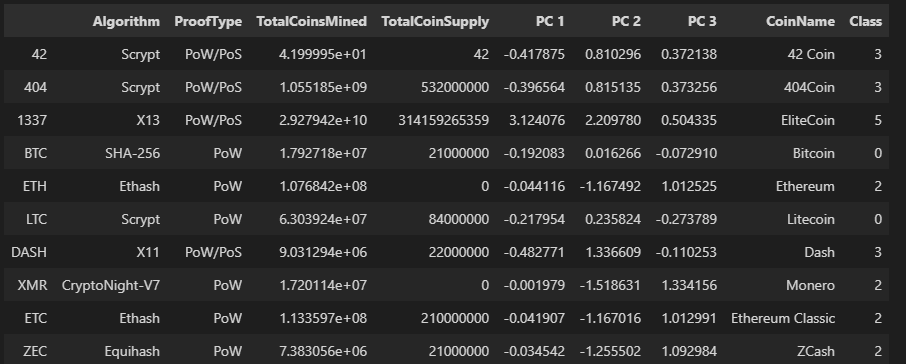 Algorithm ProofType TotalCoinsMined TotalCoinSupply PC 1 PC 2 PC 3 CoinName Class
42 Scrypt PoW/PoS 4.199995e+01 42 -0.417875 0.810296 0.372138 42 Coin 3
404 Scrypt PoW/PoS 1.055185e+09 532000000 -0.396564 0.815135 0.373256 404Coin 3
1337 X13 PoW/PoS 2.927942e+10 314159265359 3.124076 2.209780 0.504335 EliteCoin 5
BTC SHA-256 PoW 1.792718e+07 21000000 -0.192083 0.016266 -0.072910 Bitcoin 0
ETH Ethash PoW 1.076842e+08 0 -0.044116 -1.167492 1.012525 Ethereum 2
LTC Scrypt PoW 6.303924e+07 84000000 -0.217954 0.235824 -0.273789 Litecoin 0
DASH X11 PoW/PoS 9.031294e+06 22000000 -0.482771 1.336609 -0.110253 Dash 3
XMR CryptoNight-V7 PoW 1.720114e+07 0 -0.001979 -1.518631 1.334156 Monero 2
ETC Ethash PoW 1.133597e+08 210000000 -0.041907 -1.167016 1.012991 Ethereum Classic 2
ZEC Equihash PoW 7.383056e+06 21000000 -0.034542 -1.255502 1.092984 ZCash 2